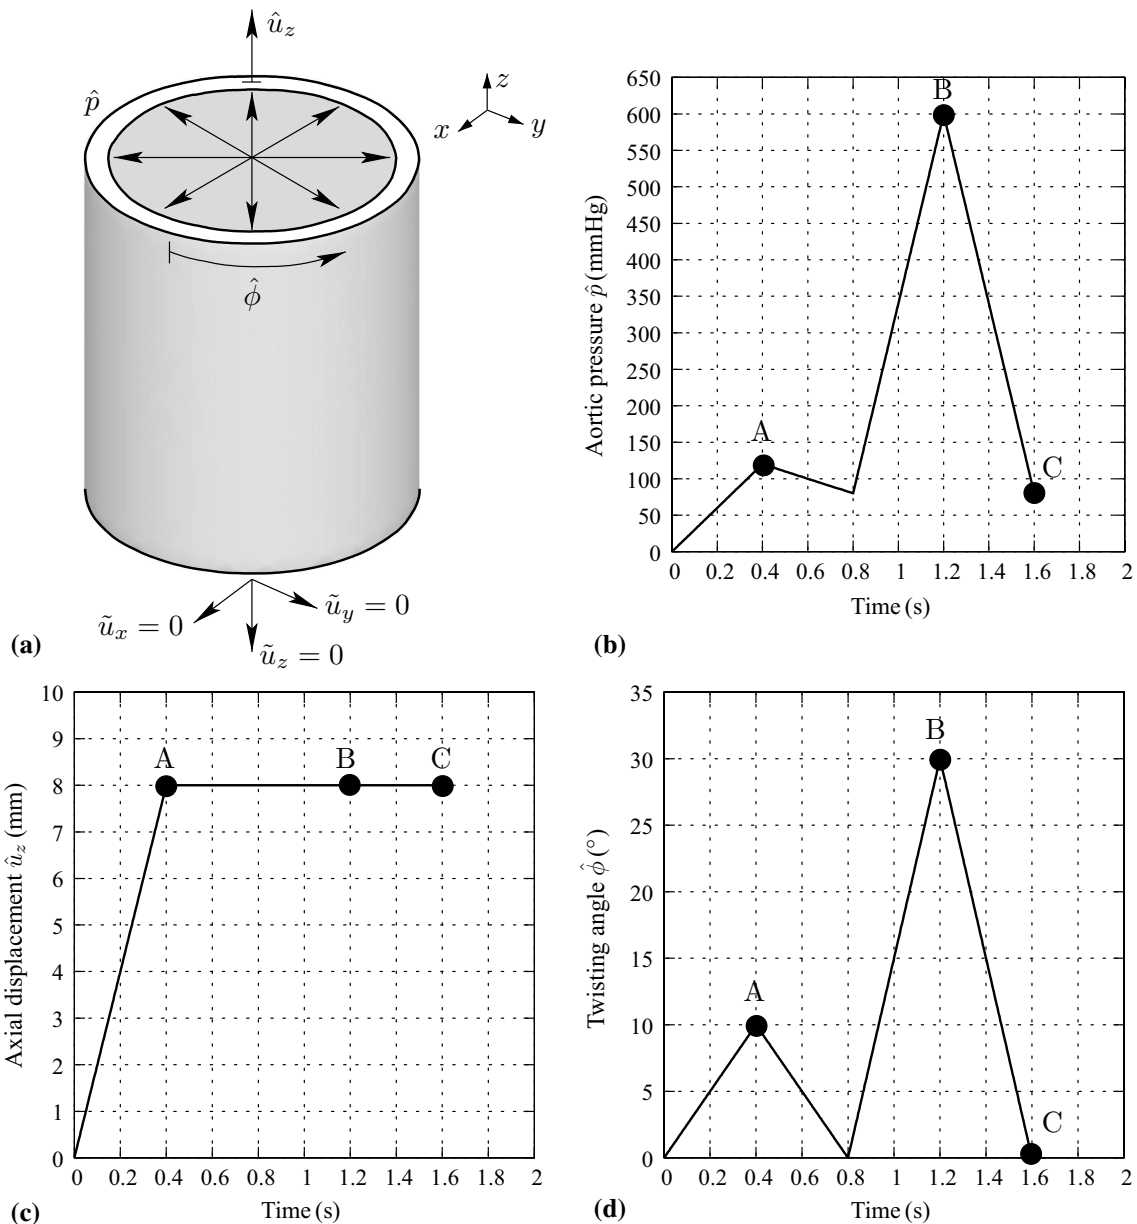 û_z
p̂
z
x
y
ϕ̂
ũ_x = 0
ũ_y = 0
ũ_z = 0
(a)
650
600
550
500
450
400
350
300
250
200
150
100
50
0
Aortic pressure p̂ (mmHg)
A
B
C
0 0.2 0.4 0.6 0.8 1 1.2 1.4 1.6 1.8 2
Time (s)
(b)
10
9
8
7
6
5
4
3
2
1
0
Axial displacement û_z (mm)
A
B
C
0 0.2 0.4 0.6 0.8 1 1.2 1.4 1.6 1.8 2
Time (s)
(c)
35
30
25
20
15
10
5
0
Twisting angle ϕ̂ (°)
A
B
C
0 0.2 0.4 0.6 0.8 1 1.2 1.4 1.6 1.8 2
Time (s)
(d)